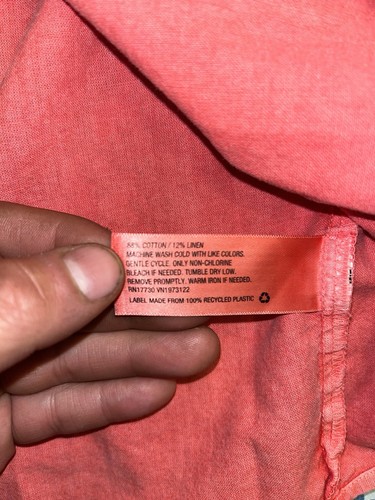 88% COTTON / 12% LINEN
MACHINE WASH COLD WITH LIKE COLORS.
GENTLE CYCLE. ONLY NON-CHLORINE
BLEACH IF NEEDED. TUMBLE DRY LOW.
REMOVE PROMPTLY. WARM IRON IF NEEDED.
RN17730 VN1973122
LABEL MADE FROM 100% RECYCLED PLASTIC